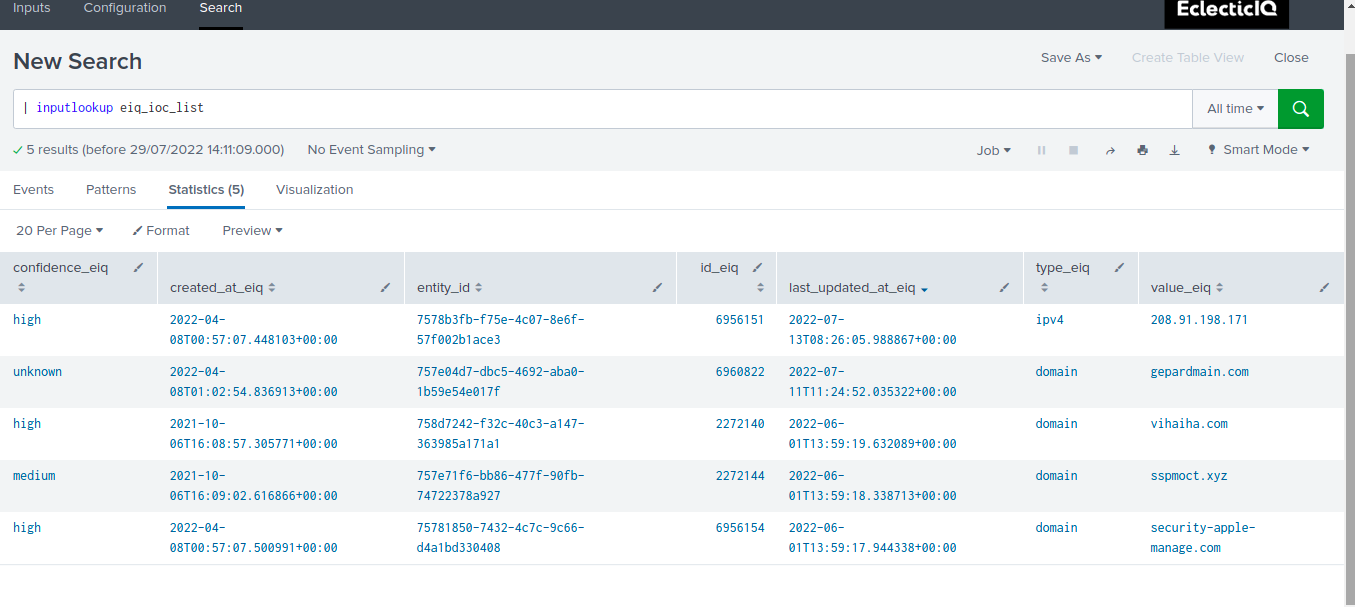 Inputs Configuration Search EclecticIQ
New Search Save As Create Table View Close
| inputlookup eiq_ioc_list All time
5 results (before 29/07/2022 14:11:09.000) No Event Sampling Job Smart Mode
Events Patterns Statistics (5) Visualization
20 Per Page Format Preview
confidence_eiq id_eiq type_eiq
created_at_eiq entity_id last_updated_at_eiq value_eiq
high 2022-04- 7578b3fb-f75e-4c07-8e6f- 6956151 2022-07- ipv4 208.91.198.171
08T00:57:07.448103+00:00 57f002b1ace3 13T08:26:05.988867+00:00
unknown 2022-04- 757e04d7-dbc5-4692-aba0- 6960822 2022-07- domain gepardmain.com
08T01:02:54.836913+00:00 1b59e54e017f 11T11:24:52.035322+00:00
high 2021-10- 758d7242-f32c-40c3-a147- 2272140 2022-06- domain vihaiha.com
06T16:08:57.305771+00:00 363985a171a1 01T13:59:19.632089+00:00
medium 2021-10- 757e71f6-bb86-477f-90fb- 2272144 2022-06- domain sspmoct.xyz
06T16:09:02.616866+00:00 74722378a927 01T13:59:18.338713+00:00
high 2022-04- 75781850-7432-4c7c-9c66- 6956154 2022-06- domain security-apple-
08T00:57:07.500991+00:00 d4a1bd330408 01T13:59:17.944338+00:00 manage.com